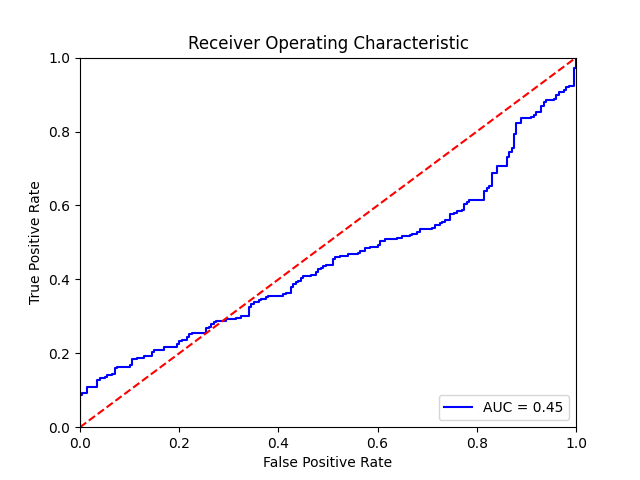 Receiver Operating Characteristic
1.0
0.8
0.6
0.4
0.2
0.0
True Positive Rate
AUC = 0.45
0.0 0.2 0.4 0.6 0.8 1.0
False Positive Rate